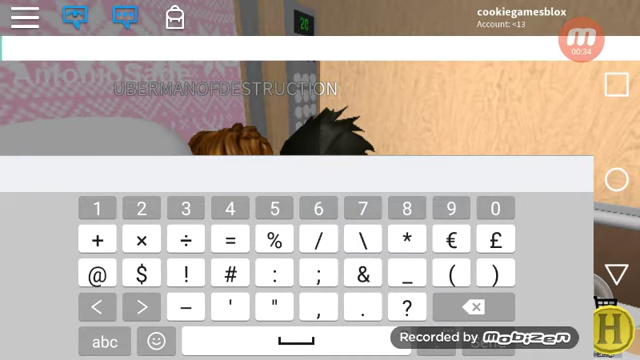 cookiegamesblox
Account: <13
2C
00:34
UBERMANOFDESTRUCTION
1 2 3 4 5 6 7 8 9 0
+ × ÷ = % / \ * € £
@ $ ! # : ; & _ ( )
< > – ' " , . ?
abc
Recorded by MOBIZEN
H